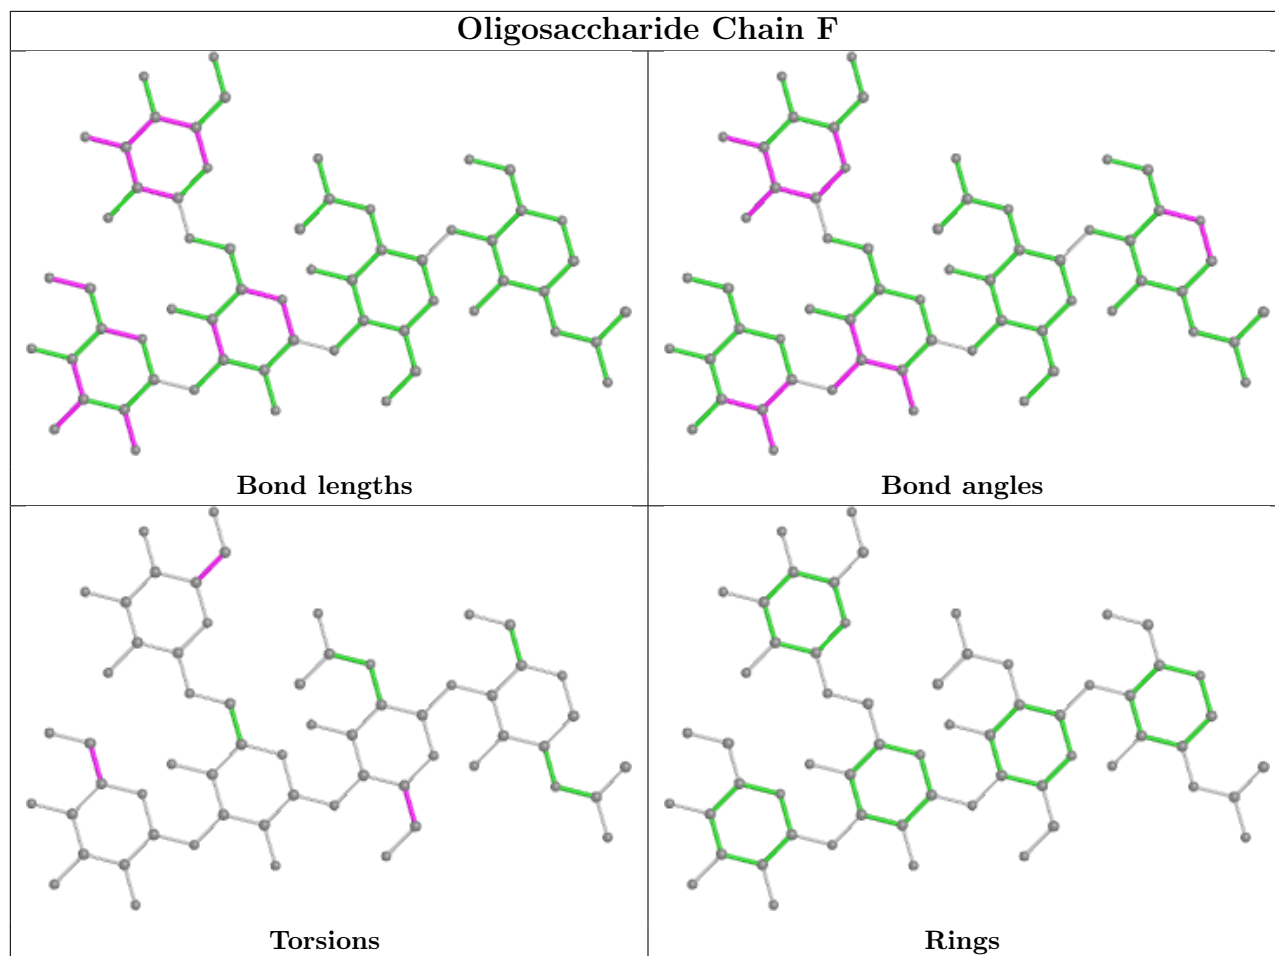 Oligosaccharide Chain F
Bond lengths
Bond angles
Torsions
Rings